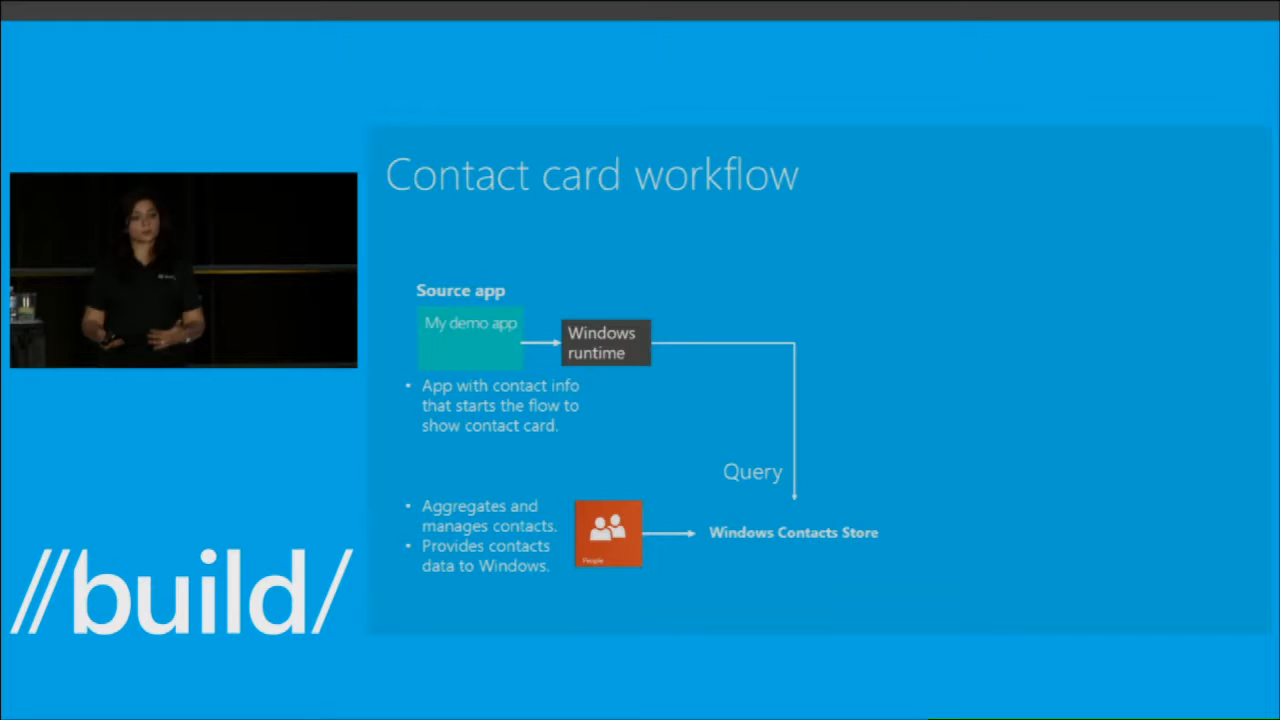 Contact card workflow
Source app
My demo app
Windows
runtime
• App with contact info
that starts the flow to
show contact card.
Query
• Aggregates and
manages contacts.
• Provides contacts
data to Windows.
People
Windows Contacts Store
//build/